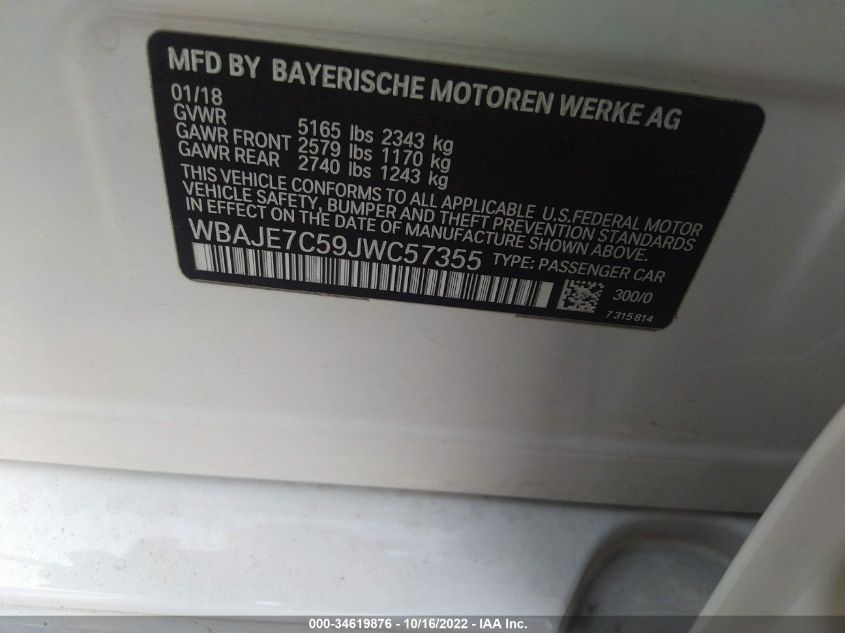 MFD BY BAYERISCHE MOTOREN WERKE AG
01/18
GVWR 5165 lbs 2343 kg
GAWR FRONT 2579 lbs 1170 kg
GAWR REAR 2740 lbs 1243 kg
THIS VEHICLE CONFORMS TO ALL APPLICABLE U.S.FEDERAL MOTOR
VEHICLE SAFETY, BUMPER AND THEFT PREVENTION STANDARDS
IN EFFECT ON THE DATE OF MANUFACTURE SHOWN ABOVE.
WBAJE7C59JWC57355 TYPE: PASSENGER CAR
300/0
7 315 814
000-34619876 - 10/16/2022 - IAA Inc.